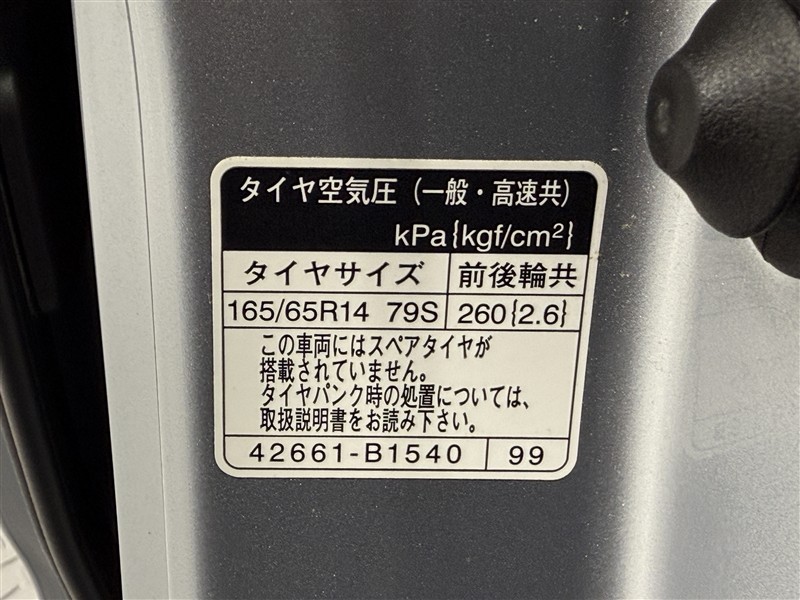 タイヤ空気圧（一般・高速共）
kPa{kgf/cm²}
タイヤサイズ 前後輪共
165/65R14 79S 260{2.6}
この車両にはスペアタイヤが
搭載されていません。
タイヤパンク時の処置については、
取扱説明書をお読み下さい。
42661-B1540 99